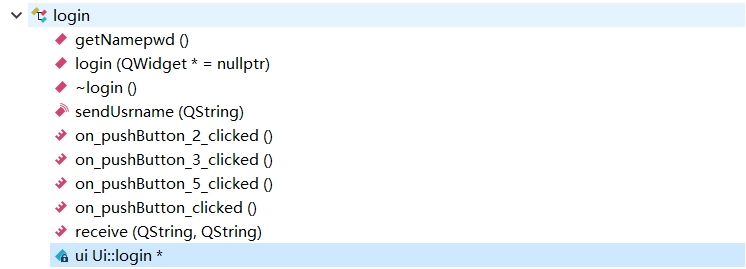 login
getNamepwd ()
login (QWidget * = nullptr)
~login ()
sendUsrname (QString)
on_pushButton_2_clicked ()
on_pushButton_3_clicked ()
on_pushButton_5_clicked ()
on_pushButton_clicked ()
receive (QString, QString)
ui Ui::login *